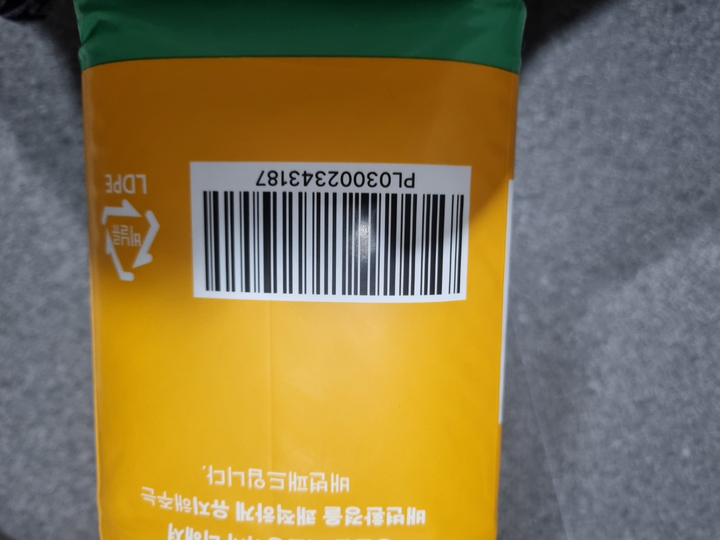 배변환경을 쾌적하게 유지해주는
배변패드입니다.
PL030002343187
비닐류
LDPE